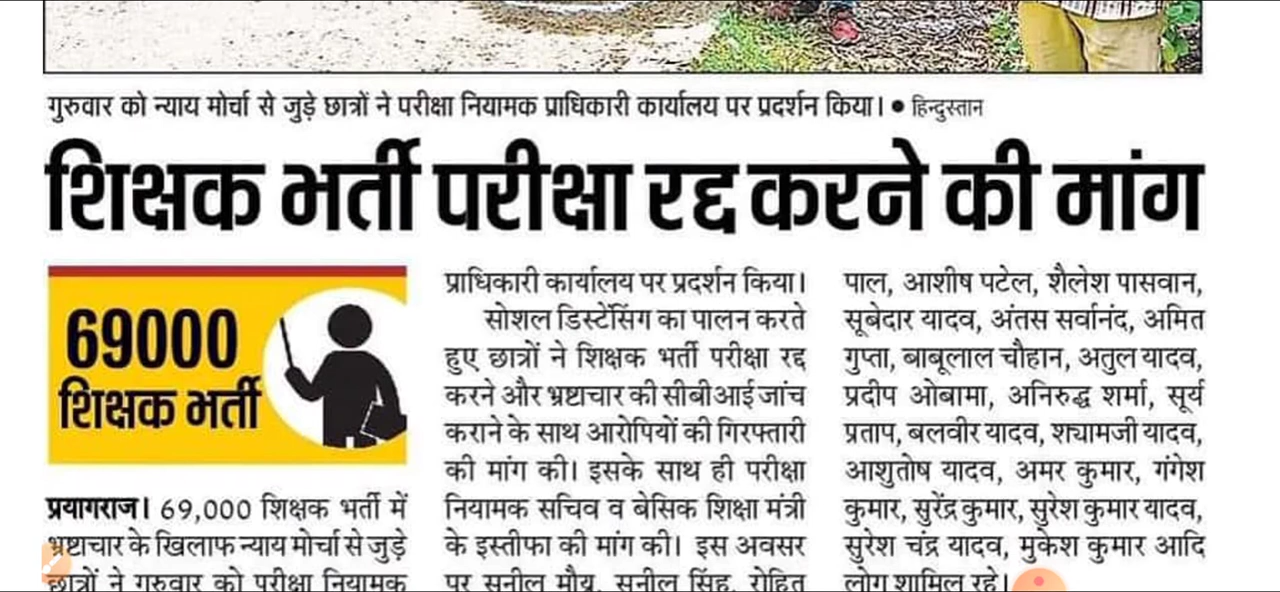 गुरुवार को न्याय मोर्चा से जुड़े छात्रों ने परीक्षा नियामक प्राधिकारी कार्यालय पर प्रदर्शन किया। ● हिन्दुस्तान
शिक्षक भर्ती परीक्षा रद्द करने की मांग
69000
शिक्षक भर्ती
प्रयागराज। 69,000 शिक्षक भर्ती में
भ्रष्टाचार के खिलाफ न्याय मोर्चा से जुड़े
छात्रों ने गुरुवार को परीक्षा नियामक
प्राधिकारी कार्यालय पर प्रदर्शन किया।
सोशल डिस्टेंसिंग का पालन करते
हुए छात्रों ने शिक्षक भर्ती परीक्षा रद्द
करने और भ्रष्टाचार की सीबीआई जांच
कराने के साथ आरोपियों की गिरफ्तारी
की मांग की। इसके साथ ही परीक्षा
नियामक सचिव व बेसिक शिक्षा मंत्री
के इस्तीफा की मांग की। इस अवसर
पर सुनील मौर्य, सुनील सिंह, रोहित
पाल, आशीष पटेल, शैलेश पासवान,
सूबेदार यादव, अंतस सर्वानंद, अमित
गुप्ता, बाबूलाल चौहान, अतुल यादव,
प्रदीप ओबामा, अनिरुद्ध शर्मा, सूर्य
प्रताप, बलवीर यादव, श्यामजी यादव,
आशुतोष यादव, अमर कुमार, गंगेश
कुमार, सुरेंद्र कुमार, सुरेश कुमार यादव,
सुरेश चंद्र यादव, मुकेश कुमार आदि
लोग शामिल रहे।